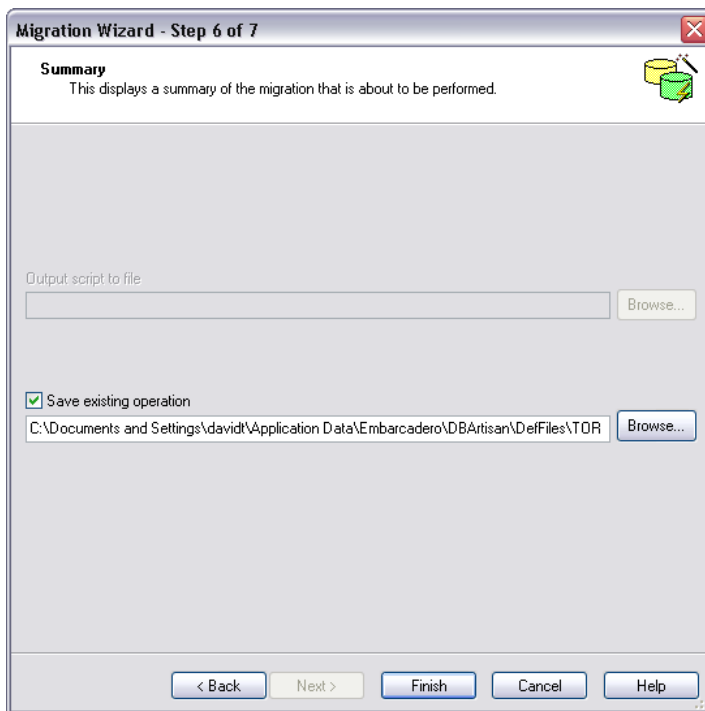 Migration Wizard - Step 6 of 7
Summary
This displays a summary of the migration that is about to be performed.
Output script to file
Browse...
Save existing operation
C:\Documents and Settings\davidt\Application Data\Embarcadero\DBArtisan\DefFiles\TOR
Browse...
< Back Next > Finish Cancel Help